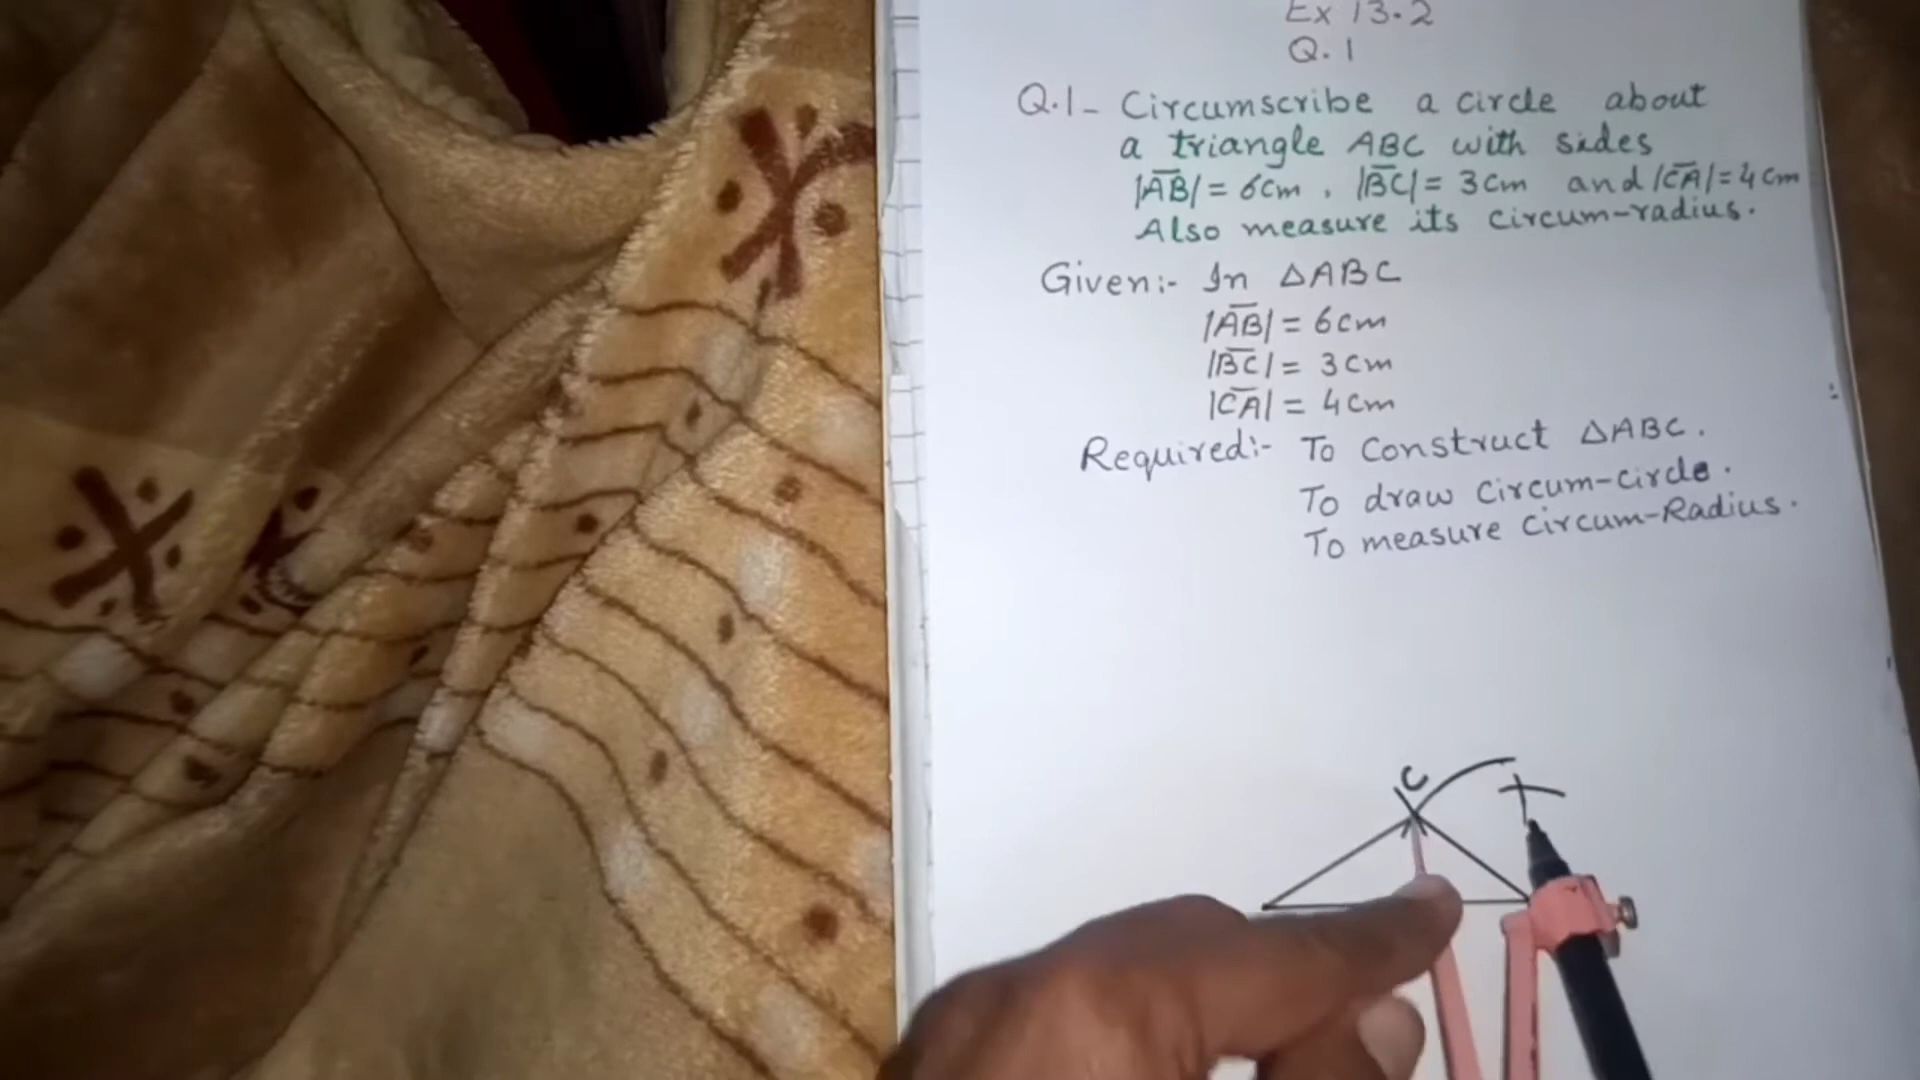 Ex 13.2
Q.1
Q.1- Circumscribe a circle about
a triangle ABC with sides
|AB| = 6cm , |BC| = 3cm and |CA| = 4cm
Also measure its circum-radius.
Given:- In △ABC
|AB| = 6cm
|BC| = 3cm
|CA| = 4cm
Required:- To construct △ABC.
To draw circum-circle.
To measure circum-Radius.
C